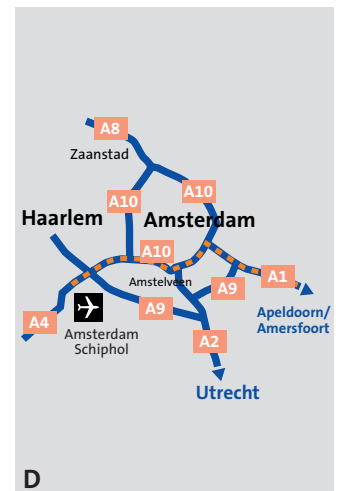 A8
Zaanstad
A10
A10
Haarlem
Amsterdam
A10
A1
Amstelveen
A9
A9
Apeldoorn/
Amersfoort
A4
Amsterdam
Schiphol
A2
Utrecht
D